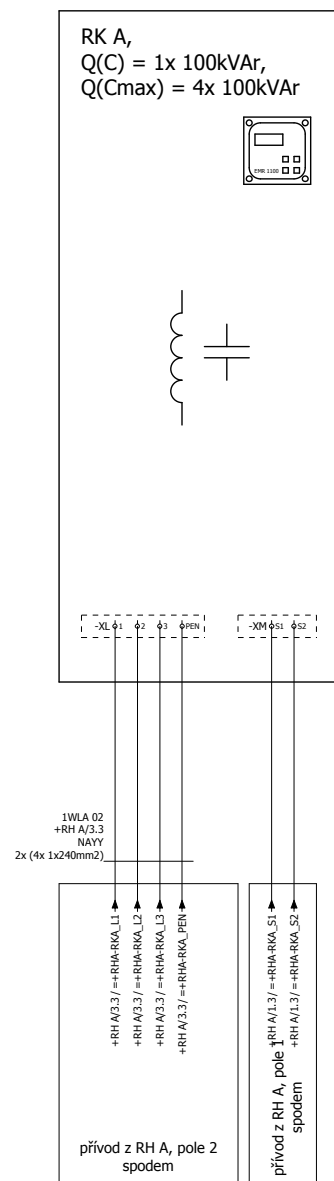 RK A,
Q(C) = 1x 100kVAr,
Q(Cmax) = 4x 100kVAr
EMR 1100
-XL 1 2 3 PEN
-XM S1 S2
1WLA 02
+RH A/3.3
NAYY
2x (4x 1x240mm2)
+RH A/3.3 / =+RHA-RKA_L1
+RH A/3.3 / =+RHA-RKA_L2
+RH A/3.3 / =+RHA-RKA_L3
+RH A/3.3 / =+RHA-RKA_PEN
+RH A/1.3 / =+RHA-RKA_S1
+RH A/1.3 / =+RHA-RKA_S2
přívod z RH A, pole 2
spodem
přívod z RH A, pole 1
spodem